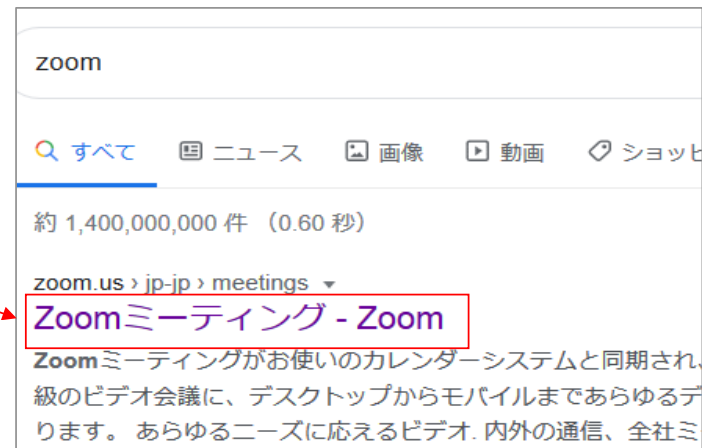 zoom
すべて ニュース 画像 動画 ショッピ
約 1,400,000,000 件 (0.60 秒)
zoom.us › jp-jp › meetings
Zoomミーティング - Zoom
Zoomミーティングがお使いのカレンダーシステムと同期され、
級のビデオ会議に、デスクトップからモバイルまであらゆるデ
ります。 あらゆるニーズに応えるビデオ. 内外の通信、全社ミ